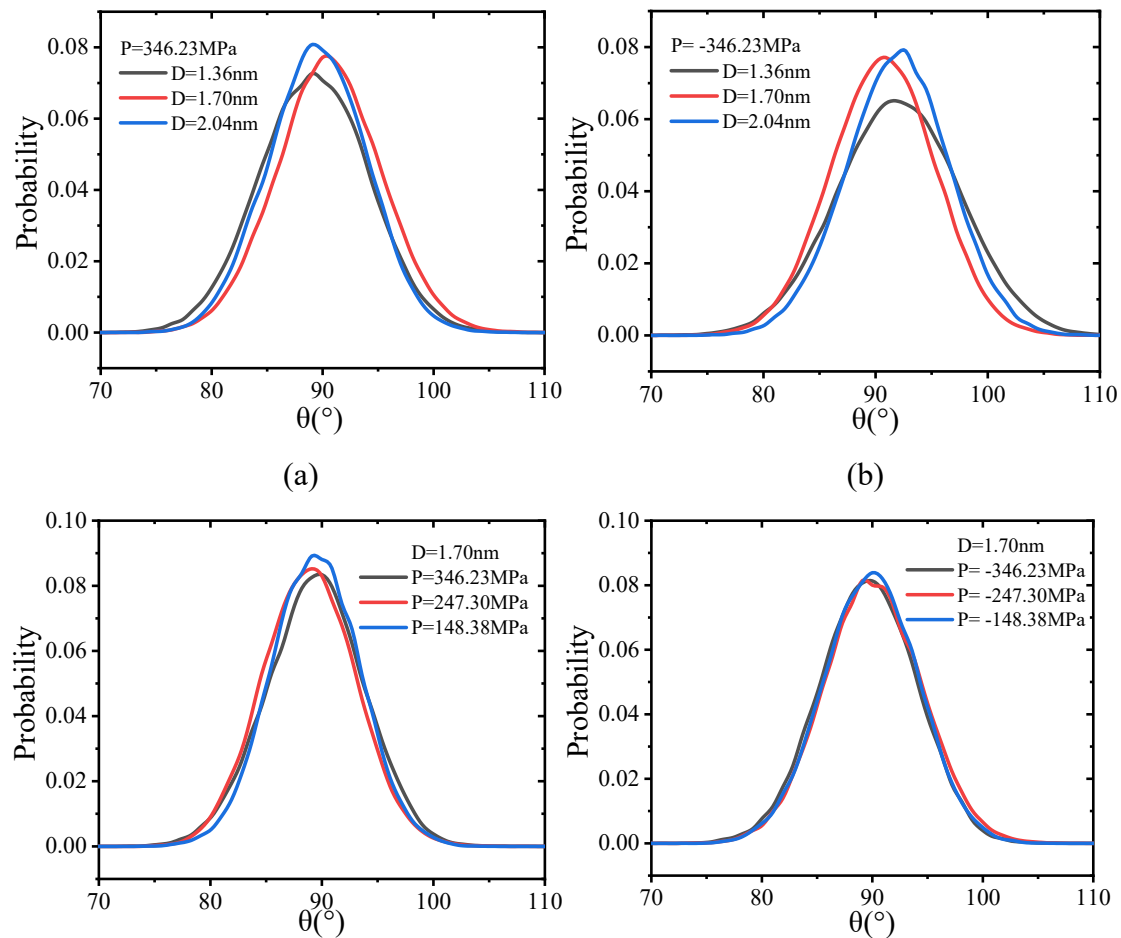 P=346.23MPa
D=1.36nm
D=1.70nm
D=2.04nm
Probability
0.08
0.06
0.04
0.02
0.00
70 80 90 100 110
θ(°)
(a)
P= -346.23MPa
D=1.36nm
D=1.70nm
D=2.04nm
Probability
0.08
0.06
0.04
0.02
0.00
70 80 90 100 110
θ(°)
(b)
D=1.70nm
P=346.23MPa
P=247.30MPa
P=148.38MPa
Probability
0.10
0.08
0.06
0.04
0.02
0.00
70 80 90 100 110
θ(°)
D=1.70nm
P= -346.23MPa
P= -247.30MPa
P= -148.38MPa
Probability
0.10
0.08
0.06
0.04
0.02
0.00
70 80 90 100 110
θ(°)